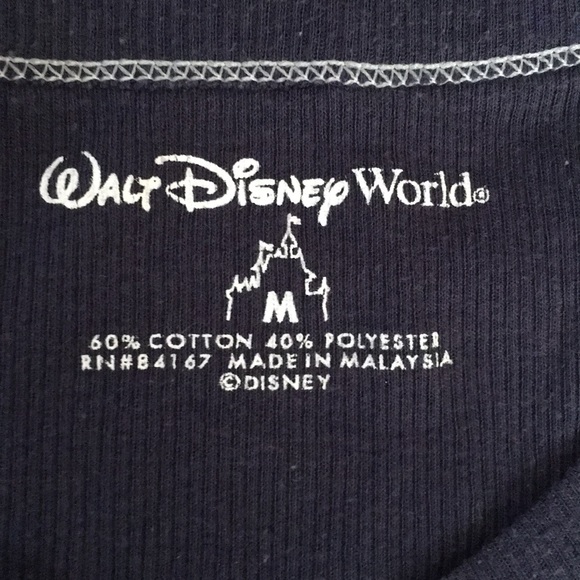 WALT DISNEY World®
M
60% COTTON 40% POLYESTER
RN#84167 MADE IN MALAYSIA
©DISNEY